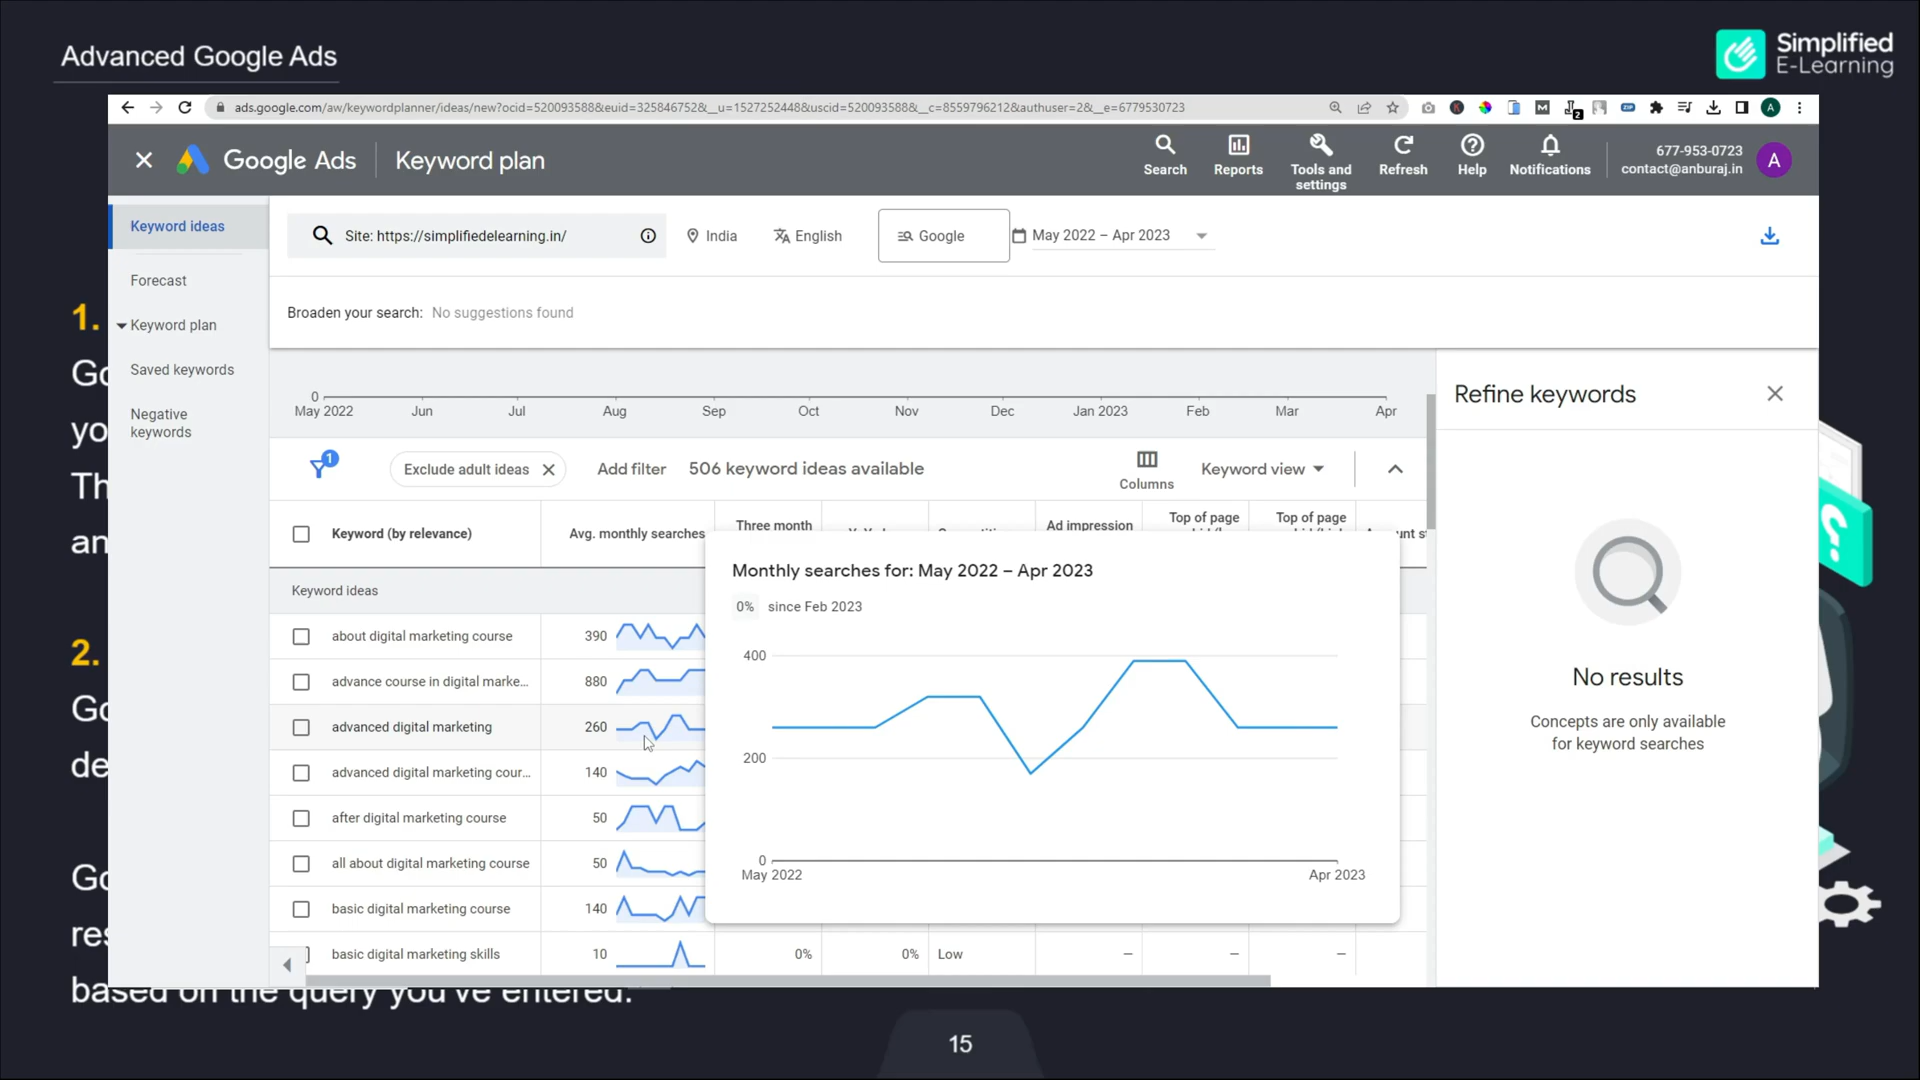 Advanced Google Ads
Simplified
E-Learning
ads.google.com/aw/keywordplanner/ideas/new?ocid=520093588&euid=325846752&__u=1527252448&uscid=520093588&__c=8559796212&authuser=2&__e=6779530723
Google Ads
Keyword plan
Search
Reports
Tools and
settings
Refresh
Help
Notifications
677-953-0723
contact@anburaj.in
A
Keyword ideas
Forecast
Keyword plan
Saved keywords
Negative
keywords
Site: https://simplifiedelearning.in/
India
English
Google
May 2022 – Apr 2023
Broaden your search: No suggestions found
0
May 2022 Jun Jul Aug Sep Oct Nov Dec Jan 2023 Feb Mar Apr
1
Exclude adult ideas
Add filter
506 keyword ideas available
Columns
Keyword view
Keyword (by relevance)
Avg. monthly searches
Three month
Ad impression
Top of page
Top of page
Keyword ideas
about digital marketing course 390
advance course in digital marke... 880
advanced digital marketing 260
advanced digital marketing cour... 140
after digital marketing course 50
all about digital marketing course 50
basic digital marketing course 140
basic digital marketing skills 10 0% 0% Low – – –
Monthly searches for: May 2022 – Apr 2023
0% since Feb 2023
400
200
0
May 2022 Apr 2023
Refine keywords
No results
Concepts are only available
for keyword searches
1.
2.
based on the query you've entered.
15